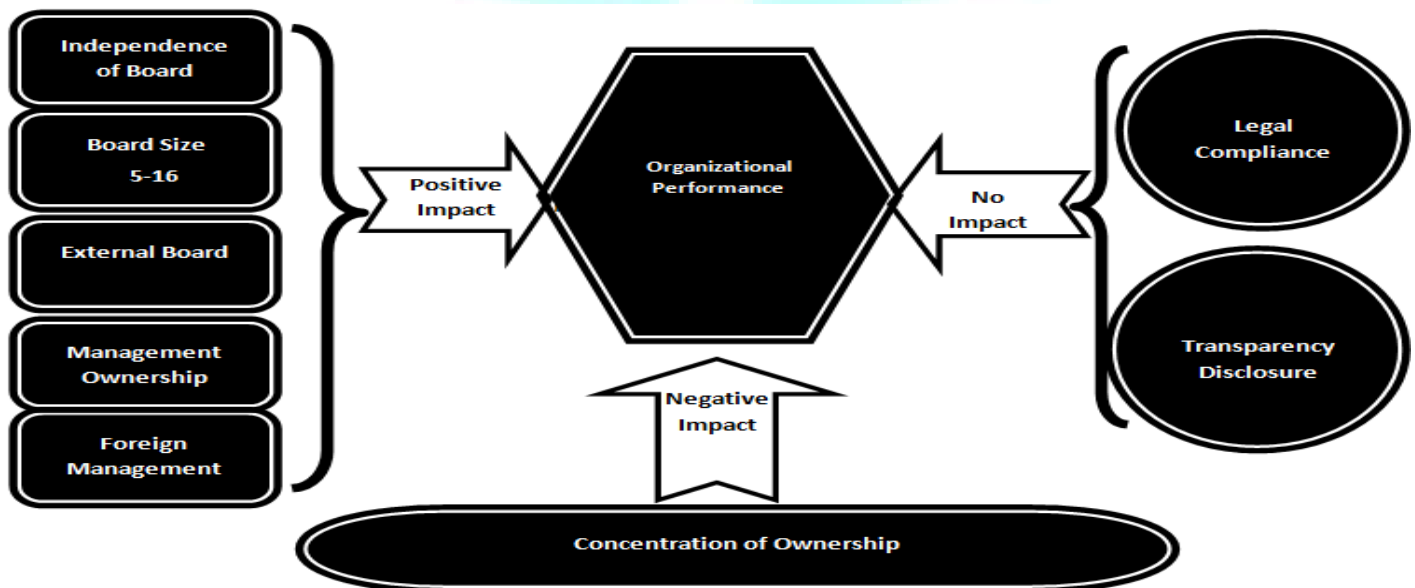 Independence
of Board
Board Size
5-16
External Board
Management
Ownership
Foreign
Management
Positive
Impact
Organizational
Performance
No
Impact
Legal
Compliance
Transparency
Disclosure
Negative
Impact
Concentration of Ownership